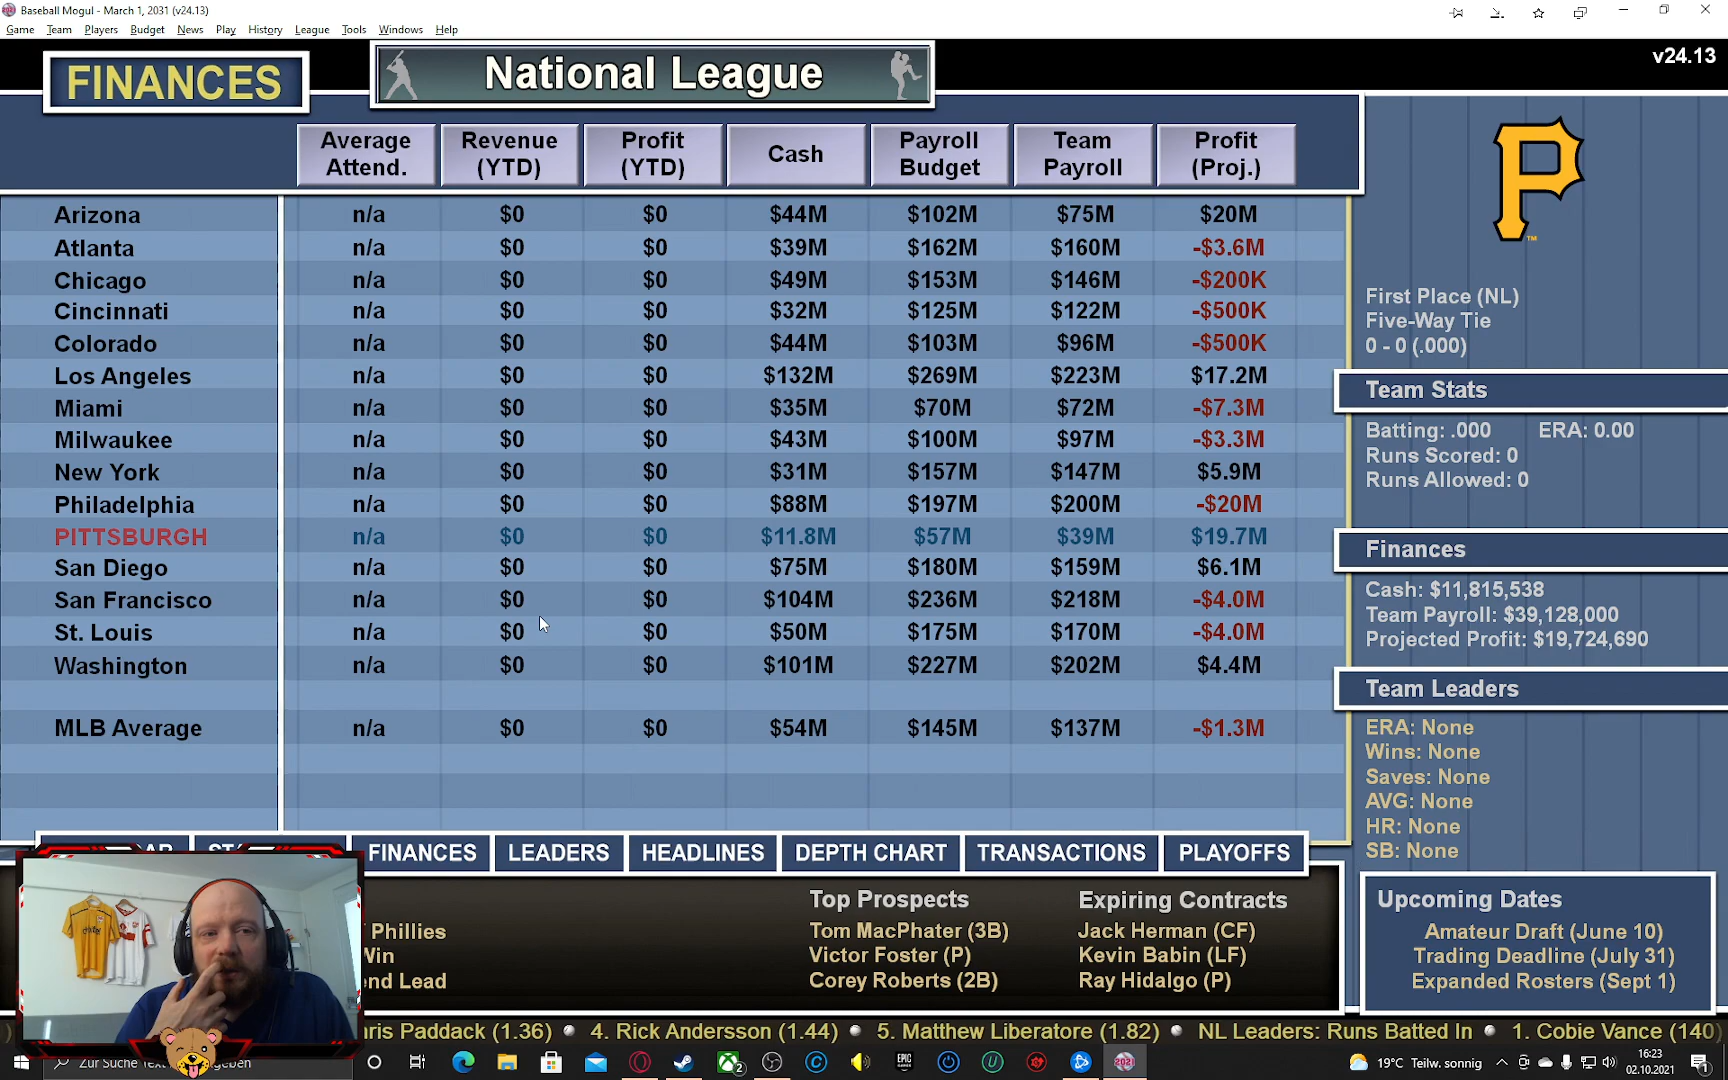 Baseball Mogul - March 1, 2031 (v24.13)
Game Team Players Budget News Play History League Tools Windows Help
FINANCES
National League
v24.13
Average Attend. Revenue (YTD) Profit (YTD) Cash Payroll Budget Team Payroll Profit (Proj.)
Arizona n/a $0 $0 $44M $102M $75M $20M
Atlanta n/a $0 $0 $39M $162M $160M -$3.6M
Chicago n/a $0 $0 $49M $153M $146M -$200K
Cincinnati n/a $0 $0 $32M $125M $122M -$500K
Colorado n/a $0 $0 $44M $103M $96M -$500K
Los Angeles n/a $0 $0 $132M $269M $223M $17.2M
Miami n/a $0 $0 $35M $70M $72M -$7.3M
Milwaukee n/a $0 $0 $43M $100M $97M -$3.3M
New York n/a $0 $0 $31M $157M $147M $5.9M
Philadelphia n/a $0 $0 $88M $197M $200M -$20M
PITTSBURGH n/a $0 $0 $11.8M $57M $39M $19.7M
San Diego n/a $0 $0 $75M $180M $159M $6.1M
San Francisco n/a $0 $0 $104M $236M $218M -$4.0M
St. Louis n/a $0 $0 $50M $175M $170M -$4.0M
Washington n/a $0 $0 $101M $227M $202M $4.4M
MLB Average n/a $0 $0 $54M $145M $137M -$1.3M
P
First Place (NL)
Five-Way Tie
0 - 0 (.000)
Team Stats
Batting: .000 ERA: 0.00
Runs Scored: 0
Runs Allowed: 0
Finances
Cash: $11,815,538
Team Payroll: $39,128,000
Projected Profit: $19,724,690
Team Leaders
ERA: None
Wins: None
Saves: None
AVG: None
HR: None
SB: None
FINANCES LEADERS HEADLINES DEPTH CHART TRANSACTIONS PLAYOFFS
Phillies
Win
end Lead
Top Prospects
Tom MacPhater (3B)
Victor Foster (P)
Corey Roberts (2B)
Expiring Contracts
Jack Herman (CF)
Kevin Babin (LF)
Ray Hidalgo (P)
Upcoming Dates
Amateur Draft (June 10)
Trading Deadline (July 31)
Expanded Rosters (Sept 1)
hris Paddack (1.36) 4. Rick Andersson (1.44) 5. Matthew Liberatore (1.82) NL Leaders: Runs Batted In 1. Cobie Vance (140)
Zur Suche Text geben
19°C Teilw. sonnig
16:23
02.10.2021